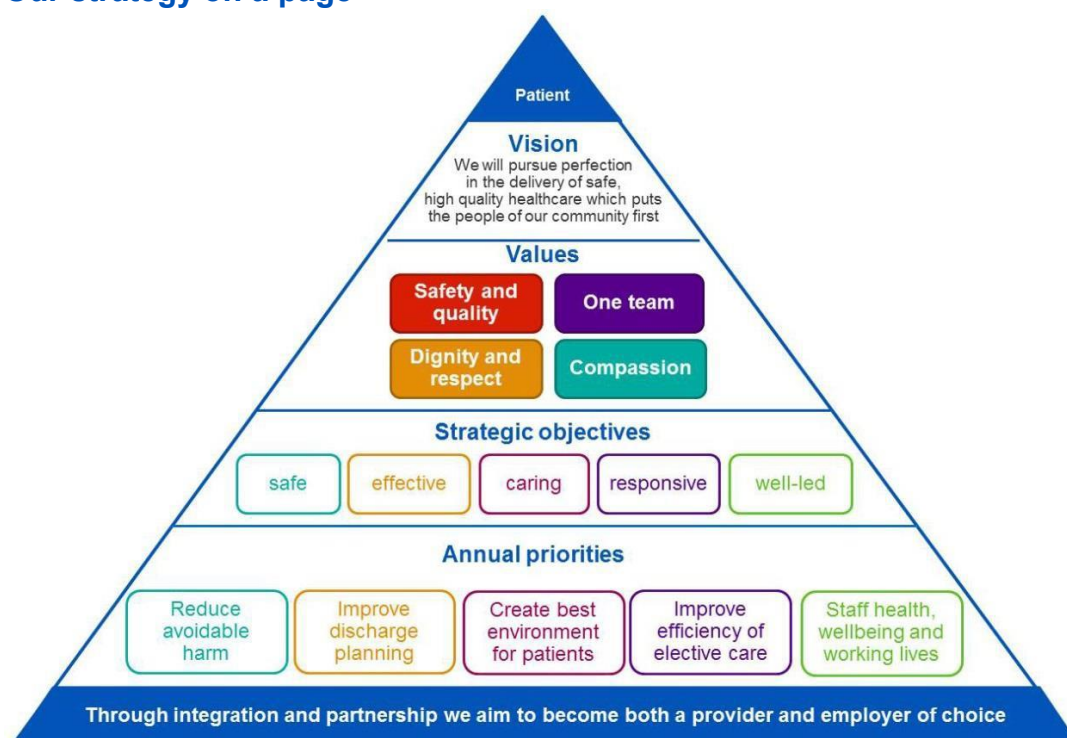 Our strategy on a page
Patient
Vision
We will pursue perfection
in the delivery of safe,
high quality healthcare which puts
the people of our community first
Values
Safety and
quality
One team
Dignity and
respect
Compassion
Strategic objectives
safe
effective
caring
responsive
well-led
Annual priorities
Reduce
avoidable
harm
Improve
discharge
planning
Create best
environment
for patients
Improve
efficiency of
elective care
Staff health,
wellbeing and
working lives
Through integration and partnership we aim to become both a provider and employer of choice